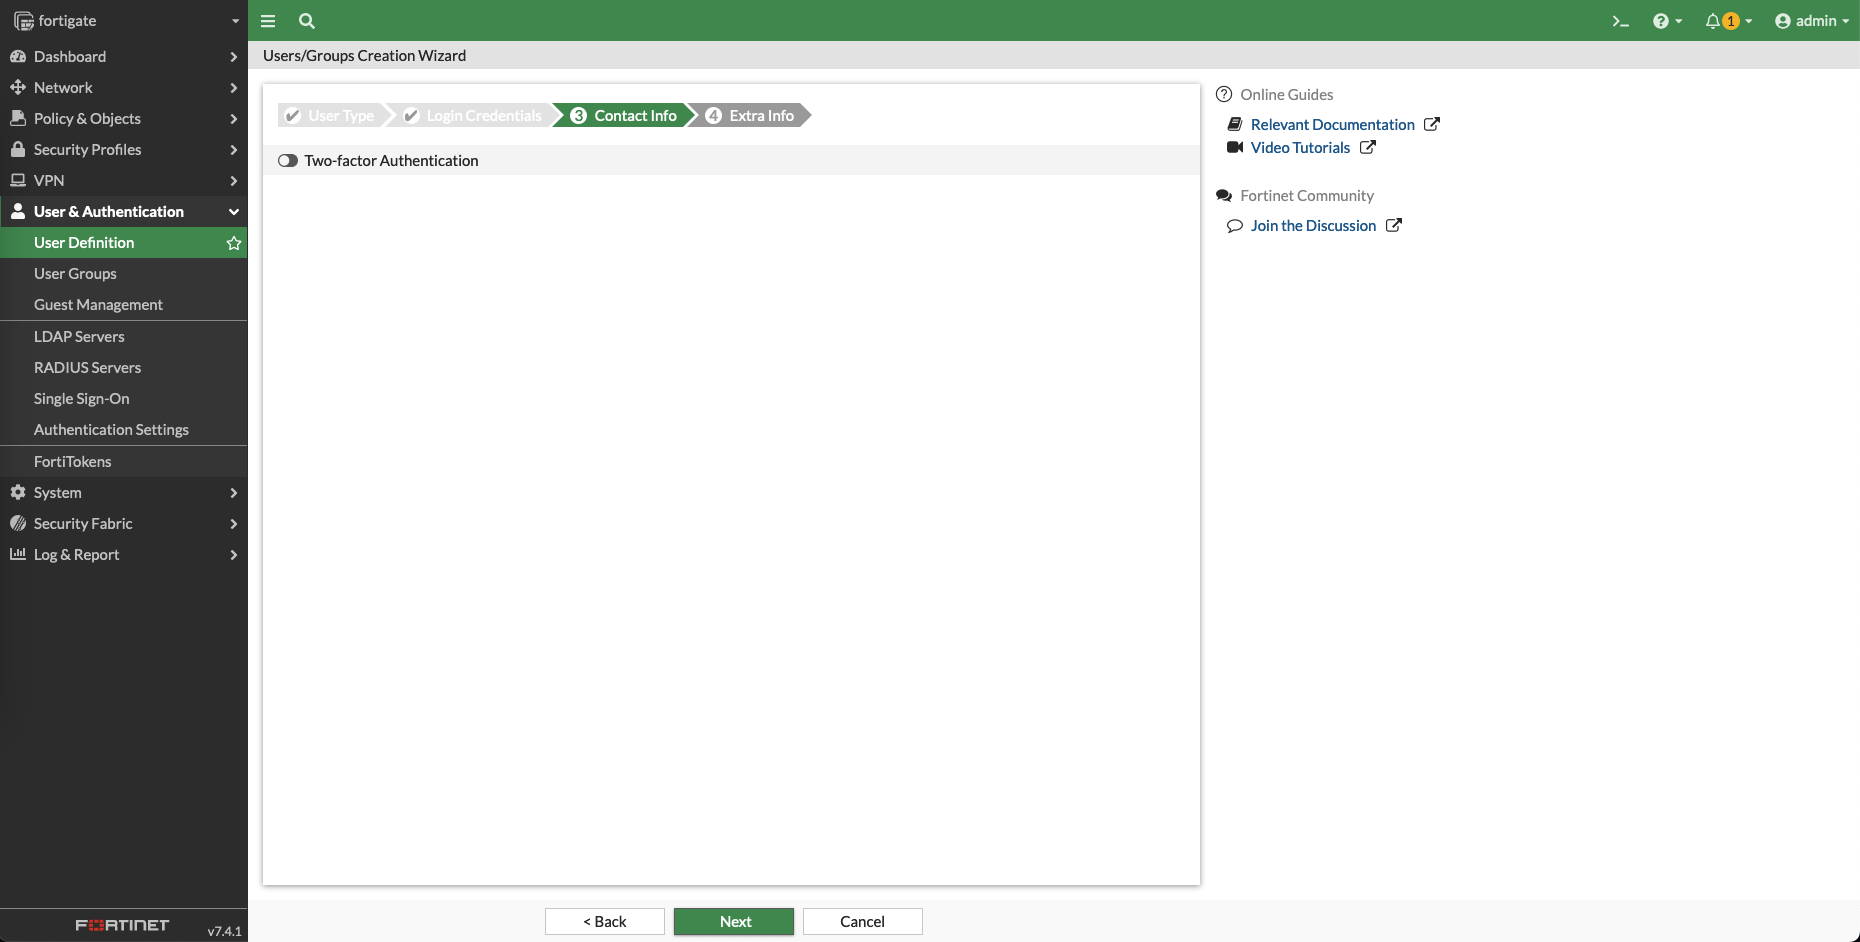 fortigate
1
admin
Users/Groups Creation Wizard
Dashboard
Network
Policy & Objects
Security Profiles
VPN
User & Authentication
User Definition
User Groups
Guest Management
LDAP Servers
RADIUS Servers
Single Sign-On
Authentication Settings
FortiTokens
System
Security Fabric
Log & Report
FORTINET
v7.4.1
User Type
Login Credentials
3 Contact Info
4 Extra Info
Two-factor Authentication
Online Guides
Relevant Documentation
Video Tutorials
Fortinet Community
Join the Discussion
< Back
Next
Cancel